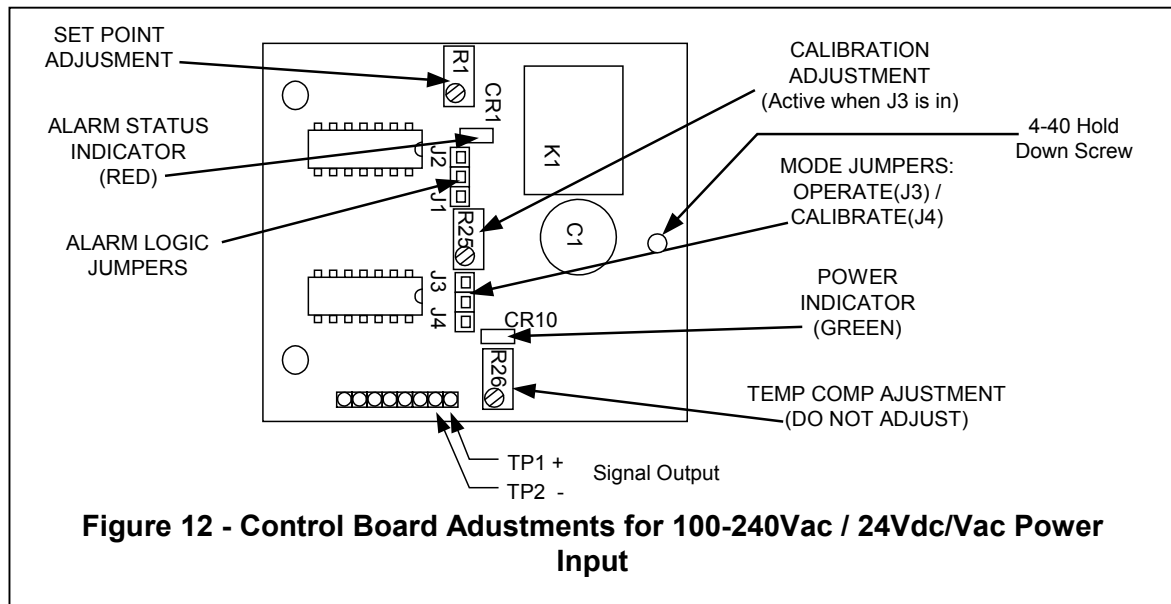 SET POINT
ADJUSMENT
ALARM STATUS
INDICATOR
(RED)
ALARM LOGIC
JUMPERS
R1
CR1
J2
J1
K1
R25
C1
J3
J4
CR10
R26
CALIBRATION
ADJUSTMENT
(Active when J3 is in)
4-40 Hold
Down Screw
MODE JUMPERS:
OPERATE(J3) /
CALIBRATE(J4)
POWER
INDICATOR
(GREEN)
TEMP COMP AJUSTMENT
(DO NOT ADJUST)
TP1 +
TP2 -
Signal Output
Figure 12 - Control Board Adustments for 100-240Vac / 24Vdc/Vac Power
Input